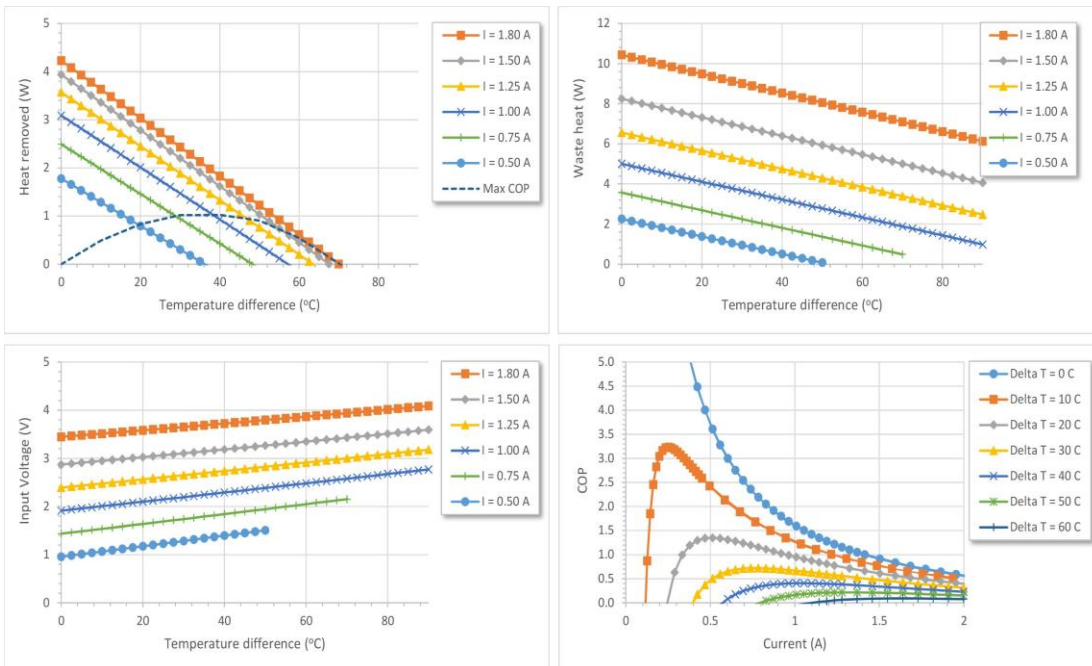 5
4
3
2
1
0
Heat removed (W)
0
20
40
60
80
Temperature difference (°C)
I = 1.80 A
I = 1.50 A
I = 1.25 A
I = 1.00 A
I = 0.75 A
I = 0.50 A
Max COP
12
10
8
6
4
2
0
Waste heat (W)
0
20
40
60
80
Temperature difference (°C)
I = 1.80 A
I = 1.50 A
I = 1.25 A
I = 1.00 A
I = 0.75 A
I = 0.50 A
5
4
3
2
1
0
Input Voltage (V)
0
20
40
60
80
Temperature difference (°C)
I = 1.80 A
I = 1.50 A
I = 1.25 A
I = 1.00 A
I = 0.75 A
I = 0.50 A
5.0
4.5
4.0
3.5
3.0
2.5
2.0
1.5
1.0
0.5
0.0
COP
0
0.5
1
1.5
2
Current (A)
Delta T = 0 C
Delta T = 10 C
Delta T = 20 C
Delta T = 30 C
Delta T = 40 C
Delta T = 50 C
Delta T = 60 C